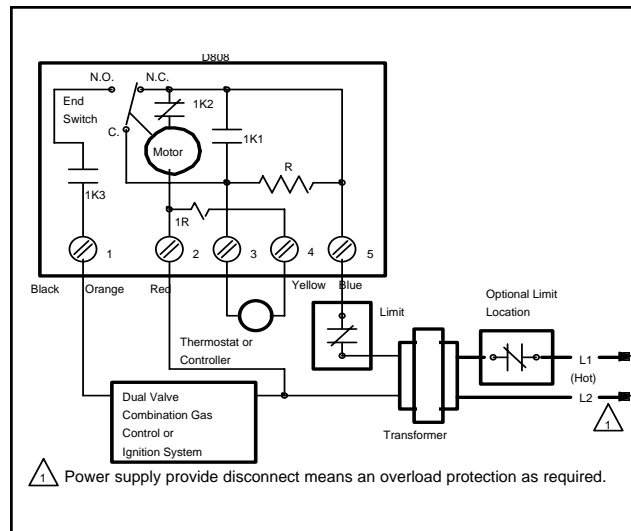 D808
N.O.
N.C.
End
Switch
1K2
C.
1K1
Motor
R
1K3
1R
1
2
3
4
5
Black
Orange
Red
Yellow
Blue
Limit
Optional Limit
Location
Thermostat or
Controller
L1
(Hot)
L2
1
Transformer
Dual Valve
Combination Gas
Control or
Ignition System
1 Power supply provide disconnect means an overload protection as required.